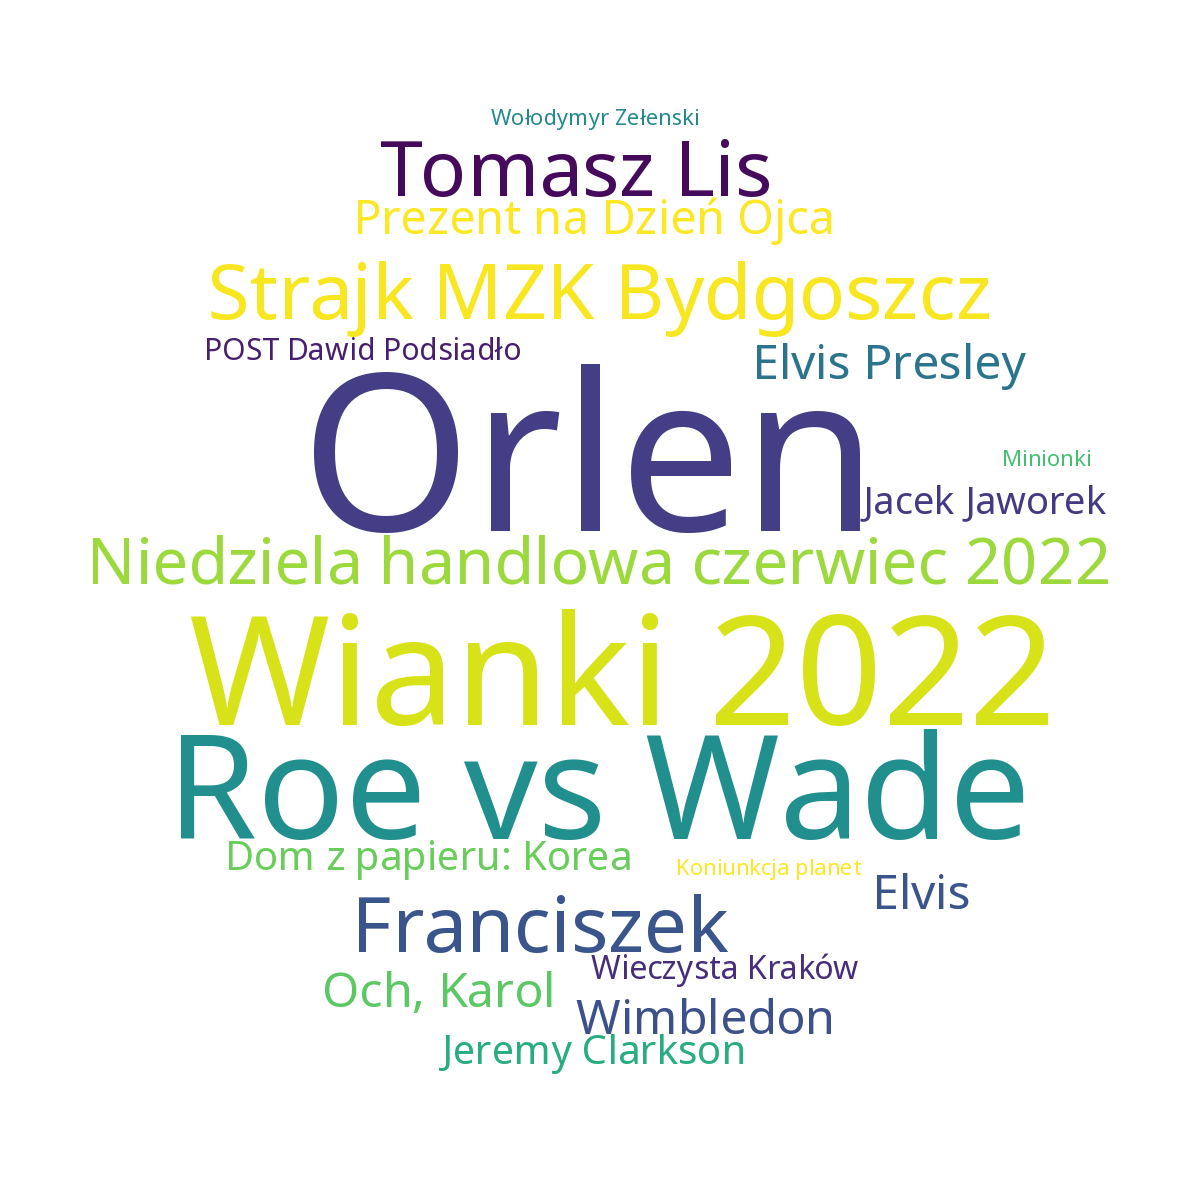 Wołodymyr Zełenski
Tomasz Lis
Prezent na Dzień Ojca
Strajk MZK Bydgoszcz
POST Dawid Podsiadło
Elvis Presley
Orlen
Minionki
Jacek Jaworek
Niedziela handlowa czerwiec 2022
Wianki 2022
Roe vs Wade
Dom z papieru: Korea
Koniunkcja planet
Elvis
Franciszek
Wieczysta Kraków
Och, Karol
Wimbledon
Jeremy Clarkson